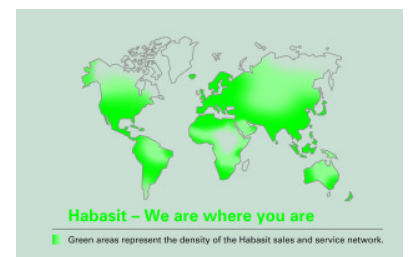 Habasit – We are where you are
Green areas represent the density of the Habasit sales and service network.